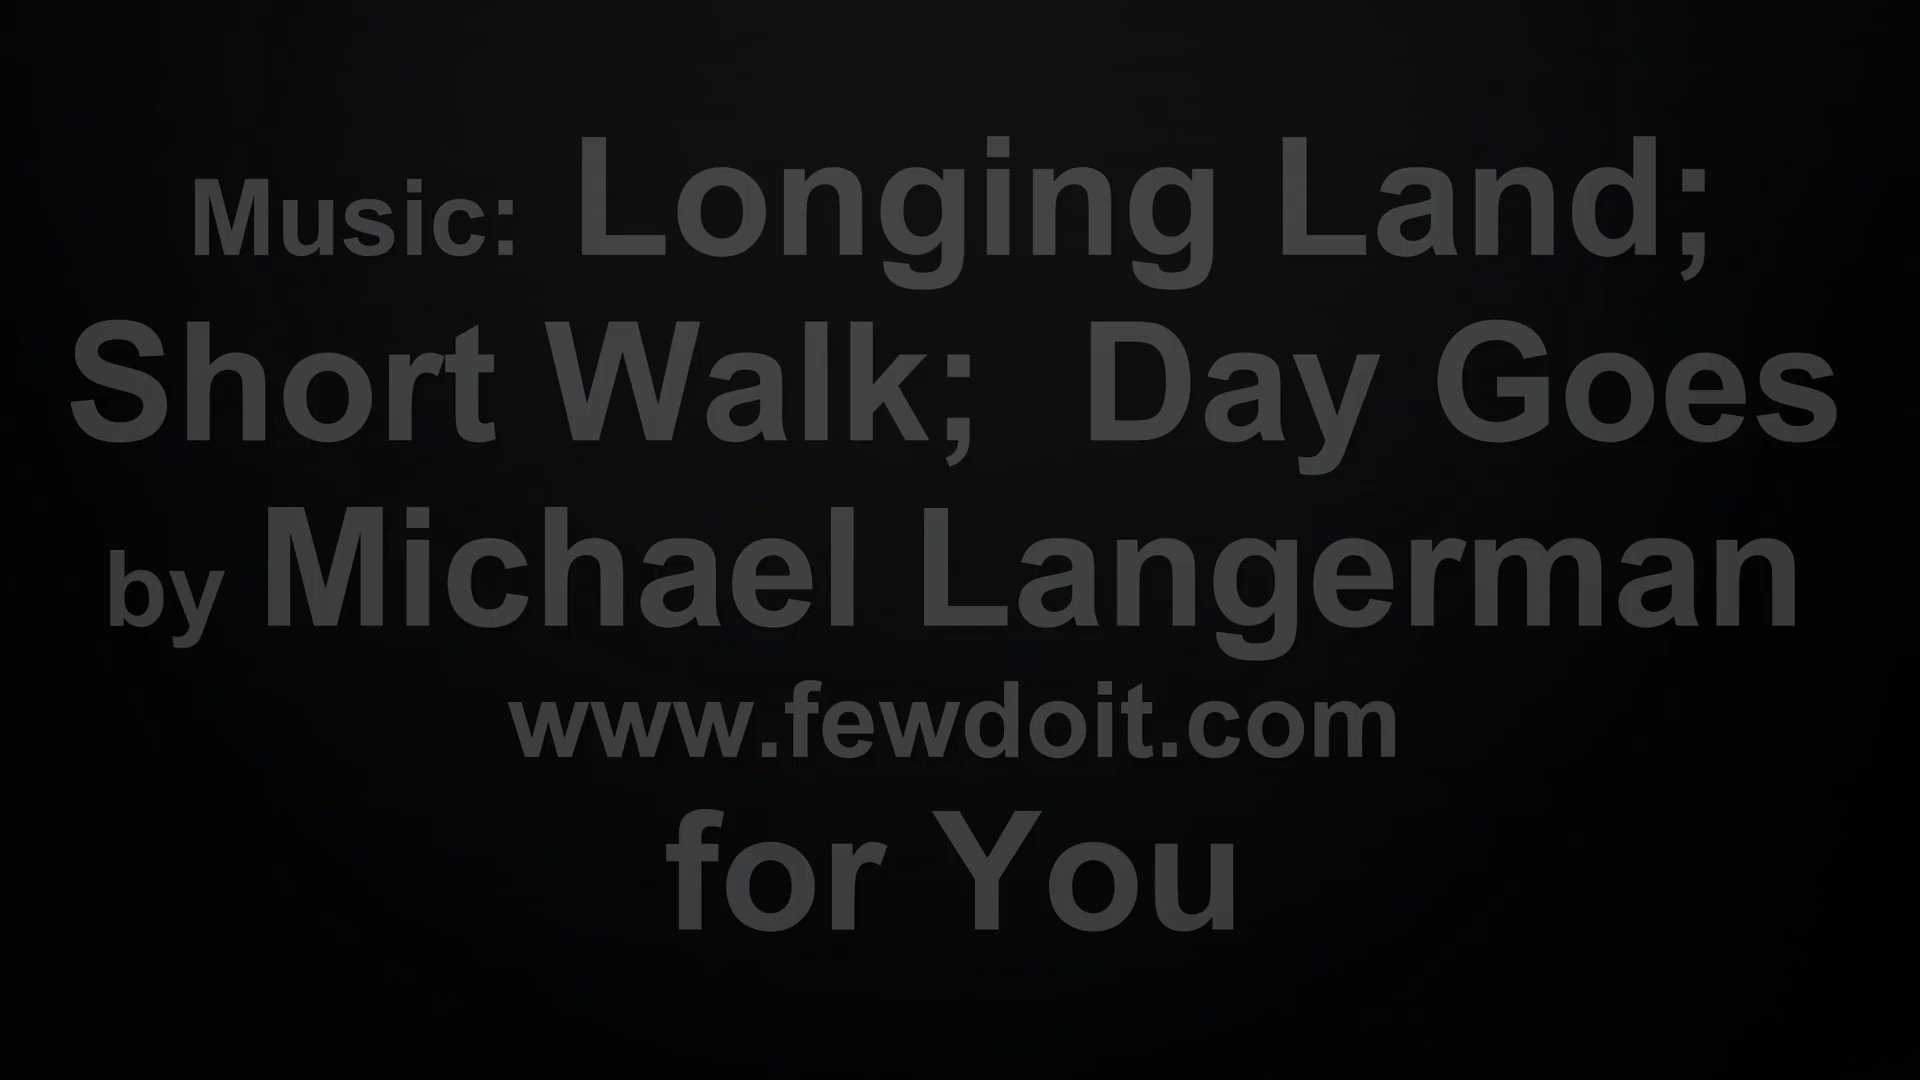 Music: Longing Land;
Short Walk; Day Goes
by Michael Langerman
www.fewdoit.com
for You